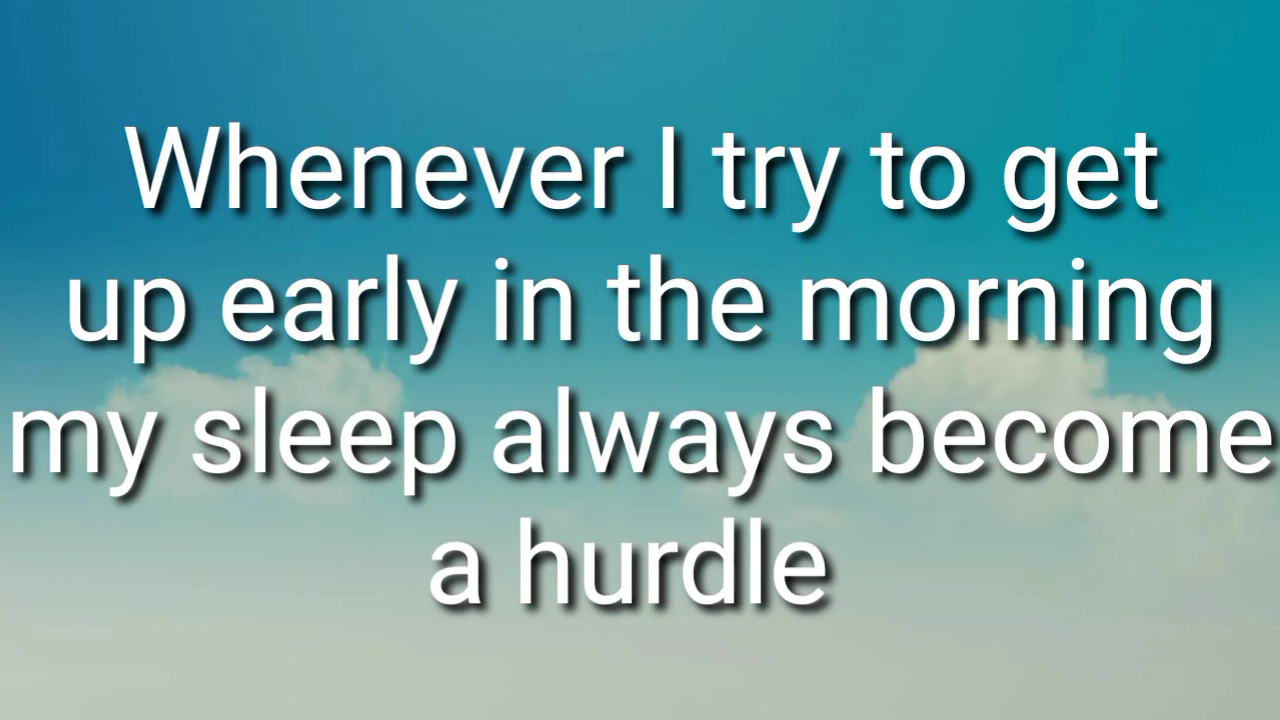 Whenever I try to get
up early in the morning
my sleep always become
a hurdle